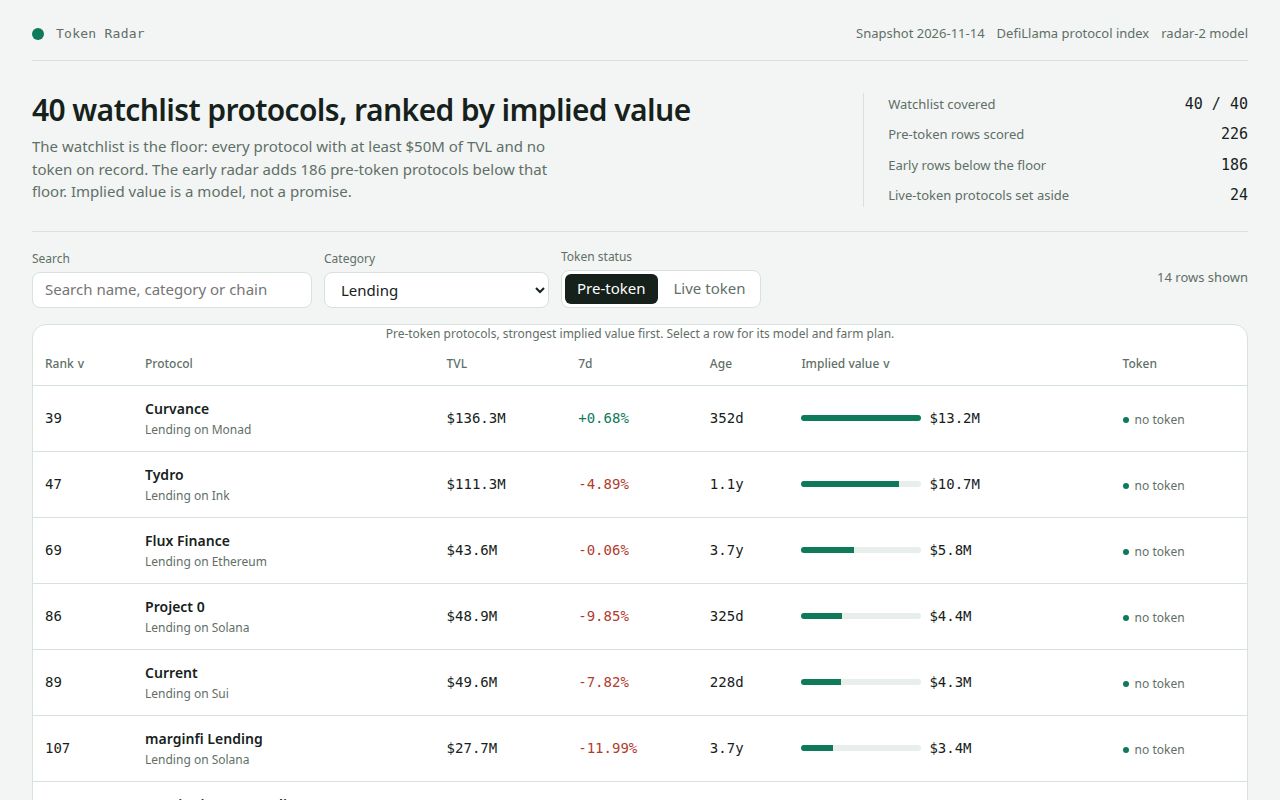 Token Radar
Snapshot 2026-11-14 DefiLlama protocol index radar-2 model
40 watchlist protocols, ranked by implied value
The watchlist is the floor: every protocol with at least $50M of TVL and no
token on record. The early radar adds 186 pre-token protocols below that
floor. Implied value is a model, not a promise.
Watchlist covered 40 / 40
Pre-token rows scored 226
Early rows below the floor 186
Live-token protocols set aside 24
Search
Search name, category or chain
Category
Lending
Token status
Pre-token Live token
14 rows shown
Pre-token protocols, strongest implied value first. Select a row for its model and farm plan.
Rank v Protocol TVL 7d Age Implied value v Token
39 Curvance $136.3M +0.68% 352d $13.2M no token
Lending on Monad
47 Tydro $111.3M -4.89% 1.1y $10.7M no token
Lending on Ink
69 Flux Finance $43.6M -0.06% 3.7y $5.8M no token
Lending on Ethereum
86 Project 0 $48.9M -9.85% 325d $4.4M no token
Lending on Solana
89 Current $49.6M -7.82% 228d $4.3M no token
Lending on Sui
107 marginfi Lending $27.7M -11.99% 3.7y $3.4M no token
Lending on Solana